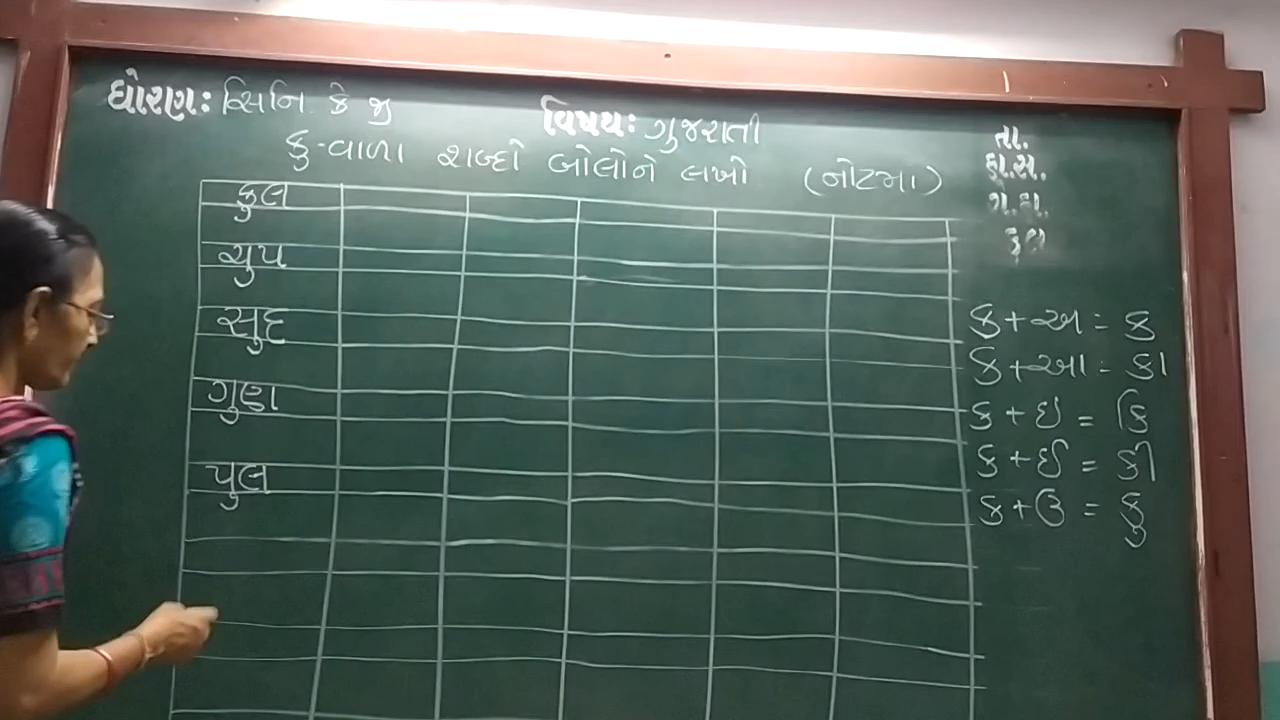 ધોરણ: સિનિ. કે જી વિષય: ગુજરાતી
કુ-વાળા શબ્દો બોલોને લખો (નોટમા)
તા.
કુલ
ચુપ
સુદ
ગુણ
પુલ
ક + અ = ક
ક + આ = કા
ક + ઇ = કિ
ક + ઈ = કી
ક + ઉ = કુ